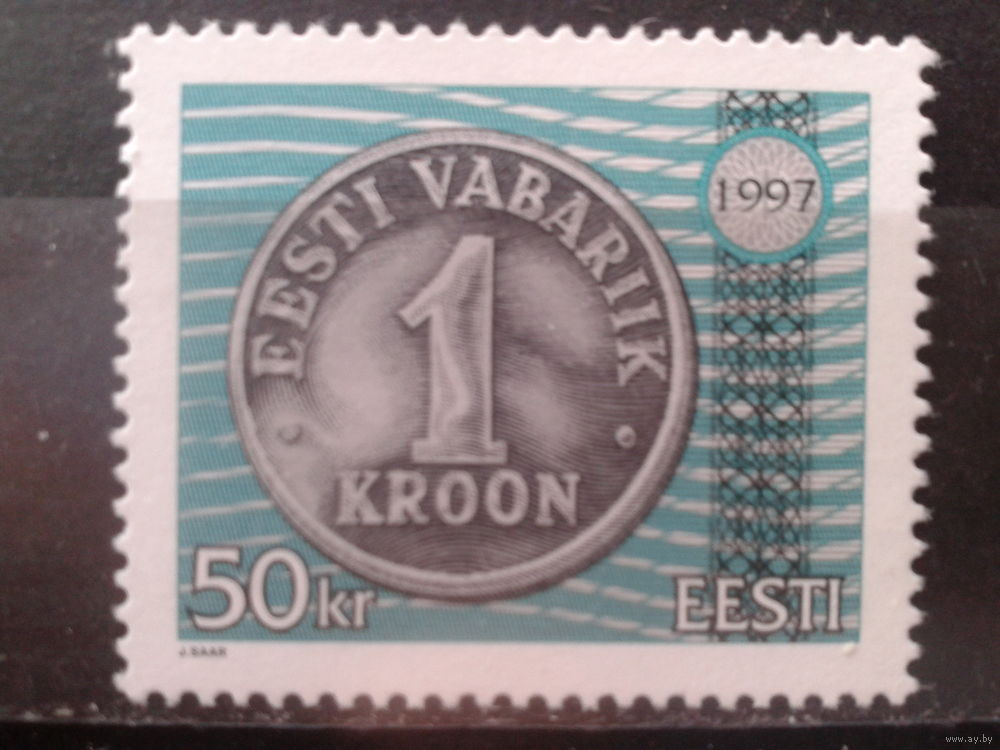 EESTI VABARIIK
1997
1
KROON
50kr
EESTI
J.SAAR
www.ay.by